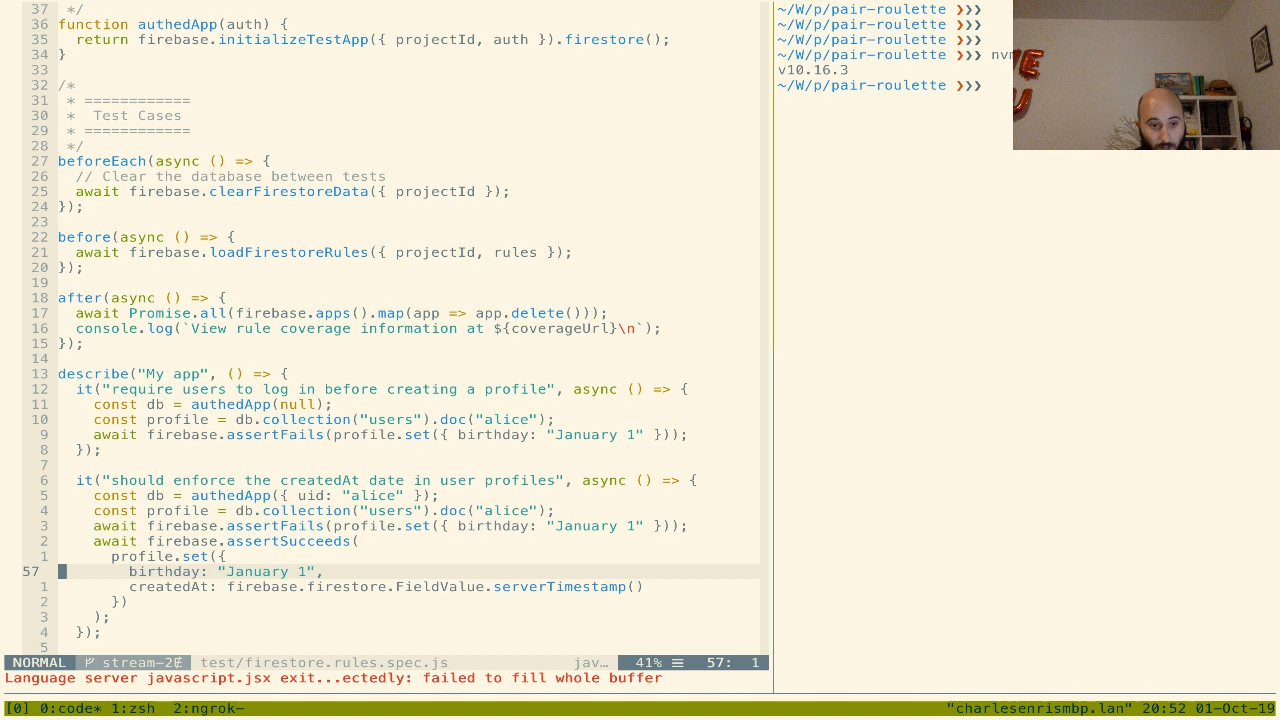 37  */
36 function authedApp(auth) {
35   return firebase.initializeTestApp({ projectId, auth }).firestore();
34 }
33
32 /*
31  * ============
30  *  Test Cases
29  * ============
28  */
27 beforeEach(async () => {
26   // Clear the database between tests
25   await firebase.clearFirestoreData({ projectId });
24 });
23
22 before(async () => {
21   await firebase.loadFirestoreRules({ projectId, rules });
20 });
19
18 after(async () => {
17   await Promise.all(firebase.apps().map(app => app.delete()));
16   console.log(`View rule coverage information at ${coverageUrl}\n`);
15 });
14
13 describe("My app", () => {
12   it("require users to log in before creating a profile", async () => {
11     const db = authedApp(null);
10     const profile = db.collection("users").doc("alice");
9     await firebase.assertFails(profile.set({ birthday: "January 1" }));
8   });
7
6   it("should enforce the createdAt date in user profiles", async () => {
5     const db = authedApp({ uid: "alice" });
4     const profile = db.collection("users").doc("alice");
3     await firebase.assertFails(profile.set({ birthday: "January 1" }));
2     await firebase.assertSucceeds(
1       profile.set({
57         birthday: "January 1",
1         createdAt: firebase.firestore.FieldValue.serverTimestamp()
2       })
3     );
4   });
5
NORMAL stream-2 test/firestore.rules.spec.js jav… 41% ☰ 57: 1
Language server javascript.jsx exit...ectedly: failed to fill whole buffer
~/W/p/pair-roulette ❯❯❯
~/W/p/pair-roulette ❯❯❯
~/W/p/pair-roulette ❯❯❯
~/W/p/pair-roulette ❯❯❯ nv
v10.16.3
~/W/p/pair-roulette ❯❯❯
[0] 0:code* 1:zsh  2:ngrok- "charlesenrismbp.lan" 20:52 01-Oct-19